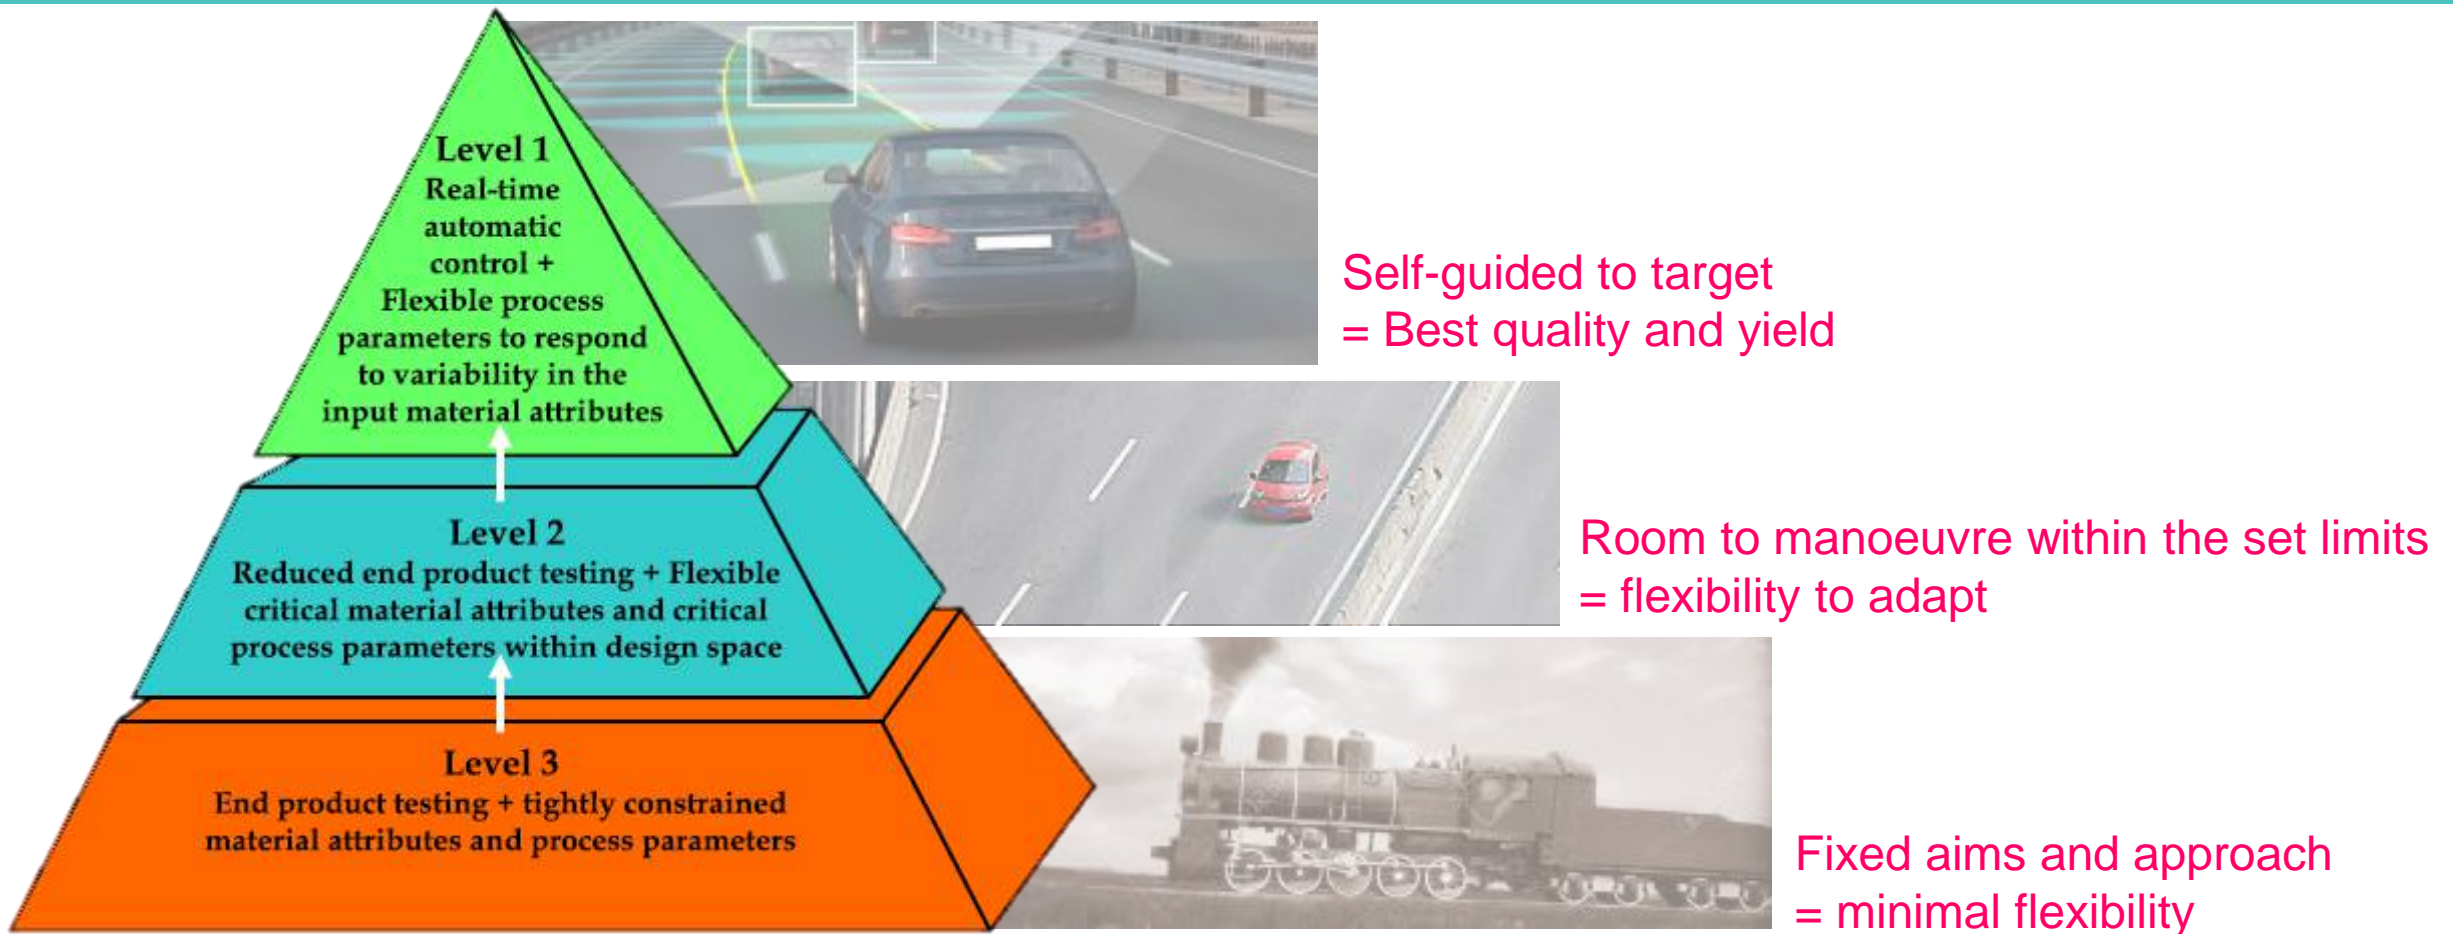 Level 1
Real-time
automatic
control +
Flexible process
parameters to respond
to variability in the
input material attributes
Self-guided to target
= Best quality and yield
Level 2
Reduced end product testing + Flexible
critical material attributes and critical
process parameters within design space
Room to manoeuvre within the set limits
= flexibility to adapt
Level 3
End product testing + tightly constrained
material attributes and process parameters
Fixed aims and approach
= minimal flexibility